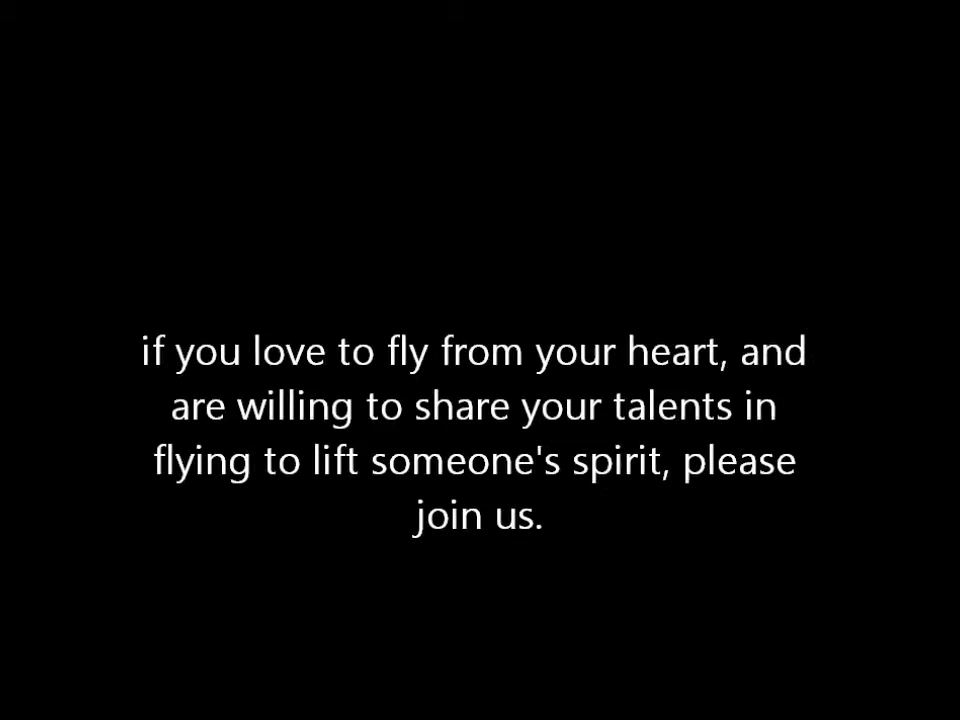 if you love to fly from your heart, and
are willing to share your talents in
flying to lift someone's spirit, please
join us.